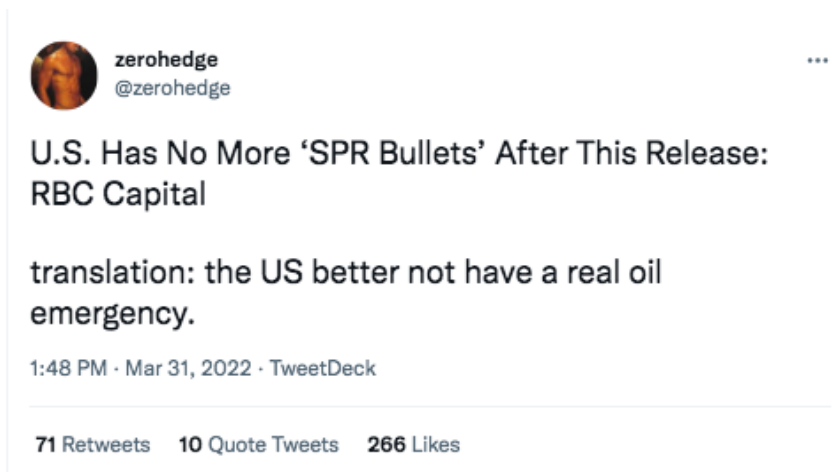 zerohedge
@zerohedge
U.S. Has No More ‘SPR Bullets’ After This Release:
RBC Capital
translation: the US better not have a real oil
emergency.
1:48 PM · Mar 31, 2022 · TweetDeck
71 Retweets 10 Quote Tweets 266 Likes